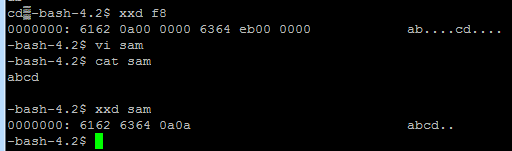 cd▒-bash-4.2$ xxd f8
0000000: 6162 0a00 0000 6364 eb00 0000 ab....cd....
-bash-4.2$ vi sam
-bash-4.2$ cat sam
abcd
-bash-4.2$ xxd sam
0000000: 6162 6364 0a0a abcd..
-bash-4.2$